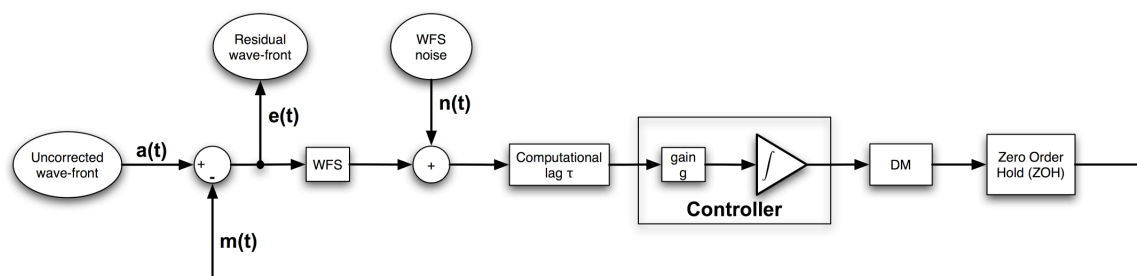 Residual
wave-front
WFS
noise
e(t)
n(t)
Uncorrected
wave-front
a(t)
+
-
WFS
+
Computational
lag τ
gain
g
∫
Controller
DM
Zero Order
Hold (ZOH)
m(t)